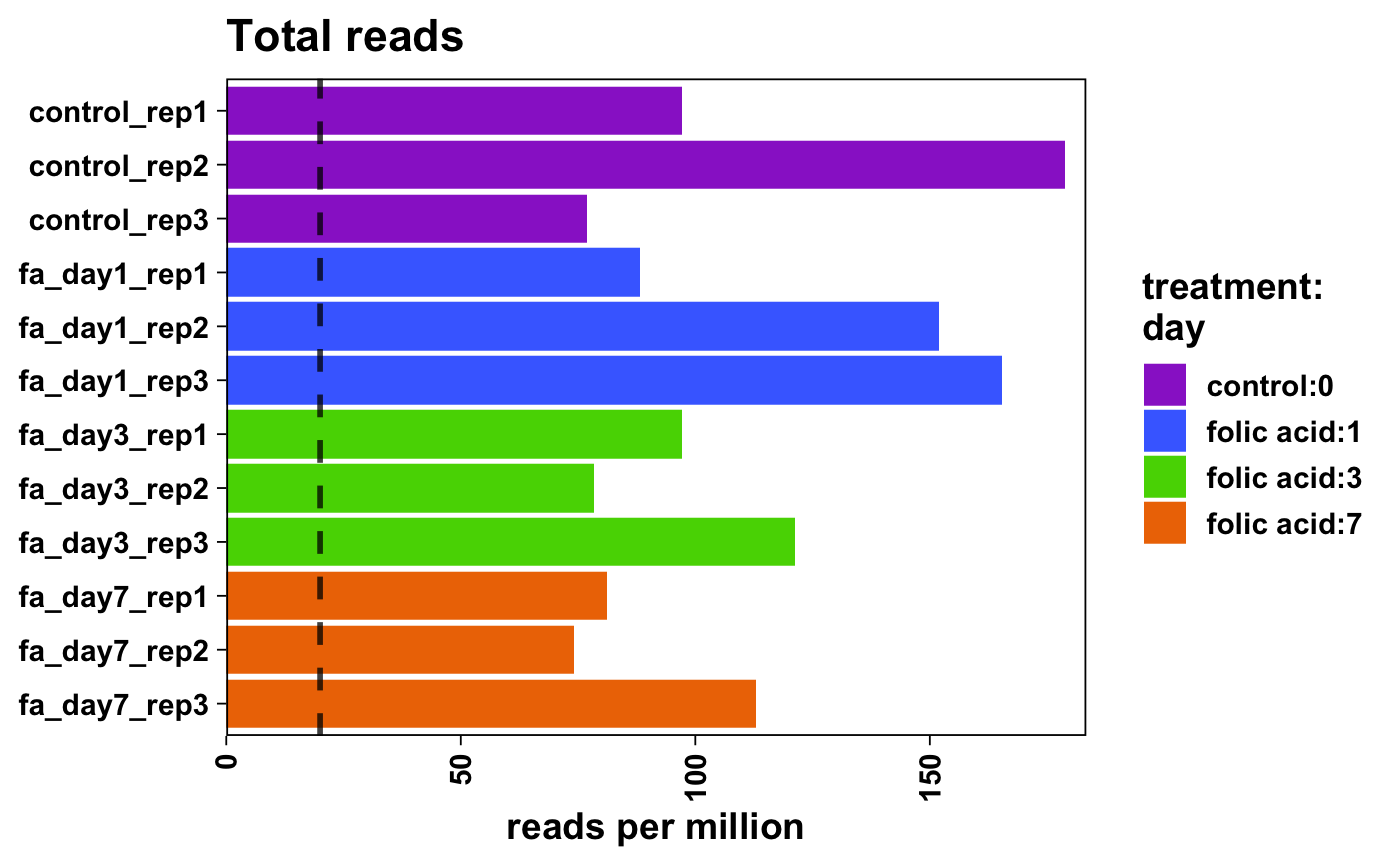 Total reads
control_rep1
control_rep2
control_rep3
fa_day1_rep1
fa_day1_rep2
fa_day1_rep3
fa_day3_rep1
fa_day3_rep2
fa_day3_rep3
fa_day7_rep1
fa_day7_rep2
fa_day7_rep3
0
50
100
150
reads per million
treatment:
day
control:0
folic acid:1
folic acid:3
folic acid:7